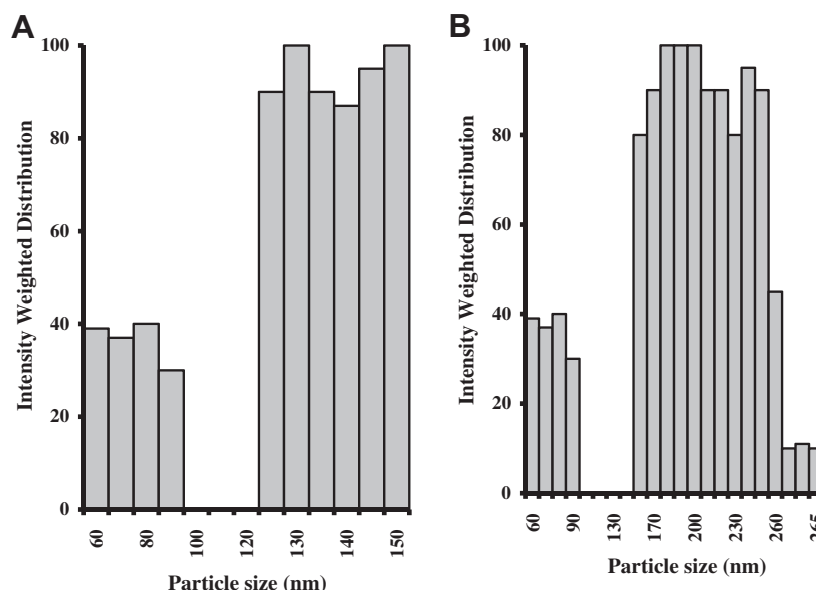 A
100
80
60
40
20
0
Intensity Weighted Distribution
60 80 100 120 130 140 150
Particle size (nm)
B
100
80
60
40
20
0
Intensity Weighted Distribution
60 90 130 170 200 230 260 265
Particle size (nm)